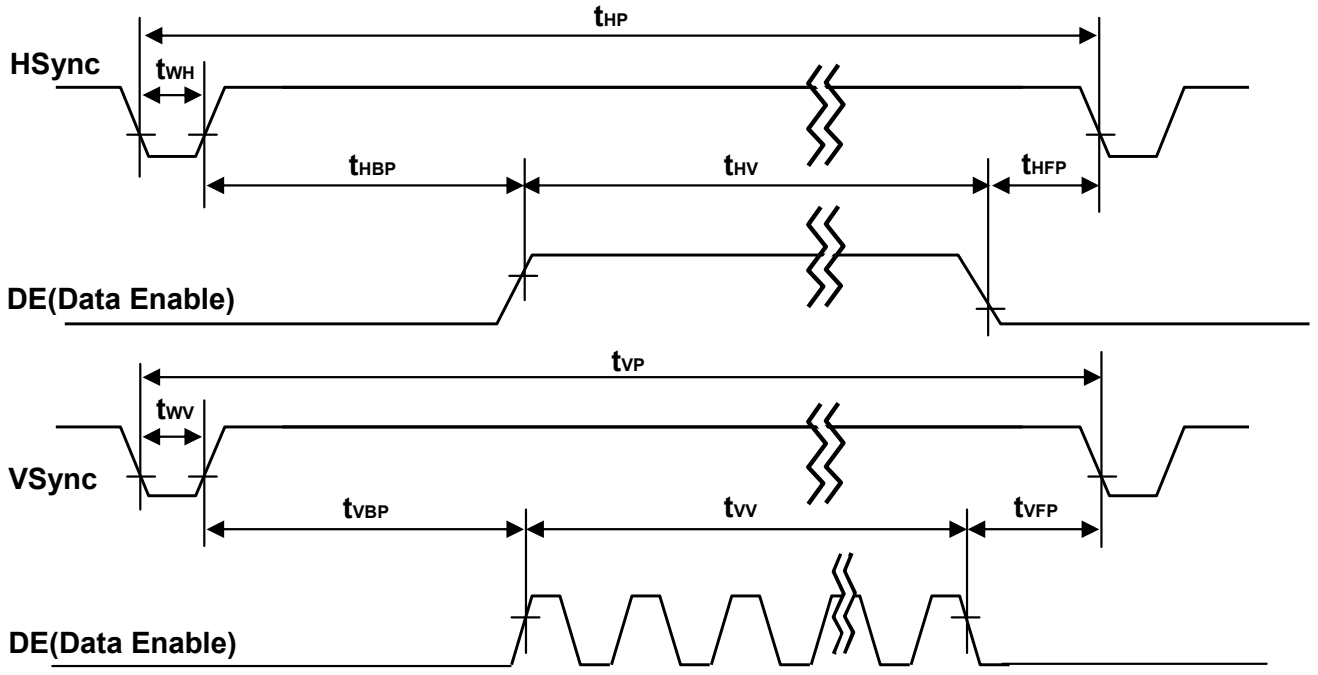 tHP
HSync
tWH
tHBP
tHV
tHFP
DE(Data Enable)
tVP
tWV
VSync
tVBP
tVV
tVFP
DE(Data Enable)